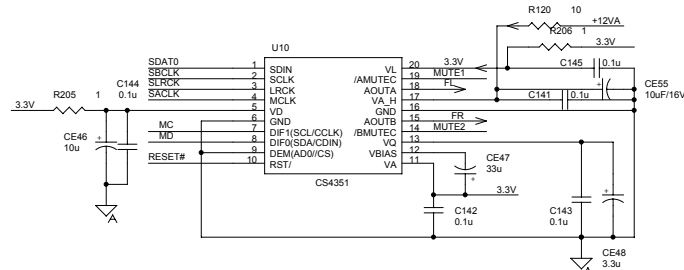 R120 10
+12VA
R206 1
3.3V
U10
SDAT0 1 SDIN VL 20 3.3V C145 0.1u
SBCLK 2 SCLK /AMUTEC 19 MUTE1
SLRCK 3 LRCK AOUTA 18 FL
SACLK 4 MCLK VA_H 17 C141 0.1u
5 VD GND 16
6 GND AOUTB 15 FR
MC 7 DIF1(SCL/CCLK) /BMUTEC 14 MUTE2
MD 8 DIF0(SDA/CDIN) VQ 13
9 DEM(AD0//CS) VBIAS 12
RESET# 10 RST/ VA 11
CS4351
3.3V
R205 1
C144
0.1u
CE46
10u
A
CE55
10uF/16V
CE47
33u
3.3V
C142
0.1u
C143
0.1u
CE48
3.3u
A